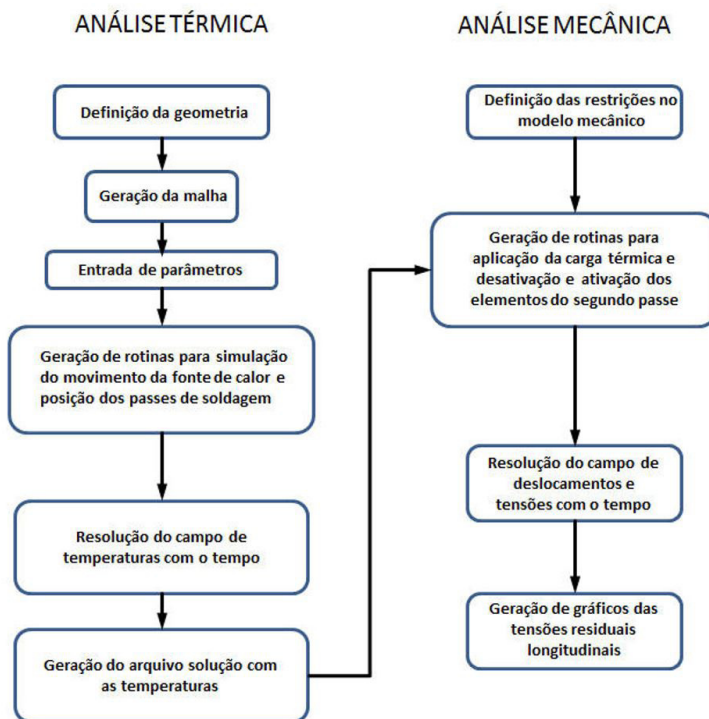 ANÁLISE TÉRMICA
Definição da geometria
Geração da malha
Entrada de parâmetros
Geração de rotinas para simulação
do movimento da fonte de calor e
posição dos passes de soldagem
Resolução do campo de
temperaturas com o tempo
Geração do arquivo solução com
as temperaturas
ANÁLISE MECÂNICA
Definição das restrições no
modelo mecânico
Geração de rotinas para
aplicação da carga térmica e
desativação e ativação dos
elementos do segundo passe
Resolução do campo de
deslocamentos e
tensões com o tempo
Geração de gráficos das
tensões residuais
longitudinais